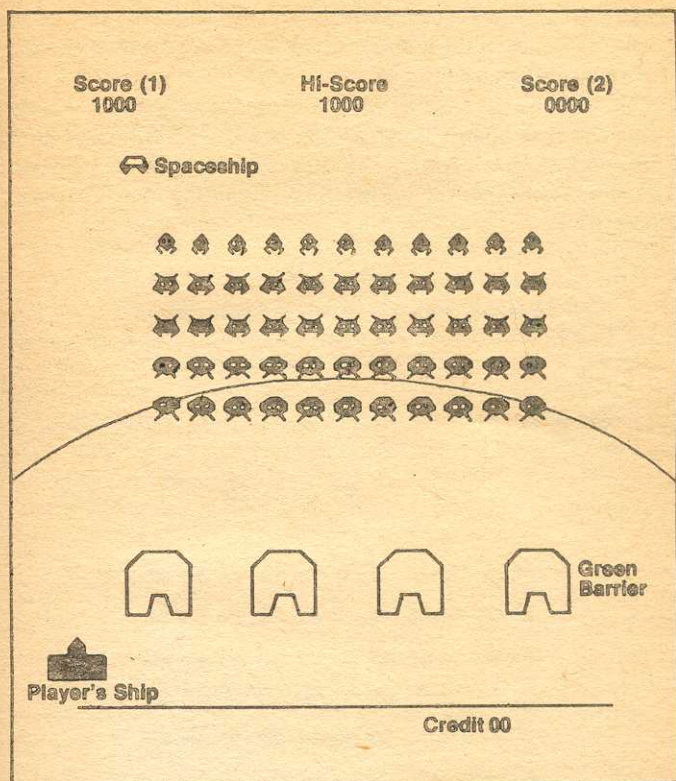 Score (1) Hi-Score Score (2)
1000 1000 0000
Spaceship
Green
Barrier
Player's Ship
Credit 00